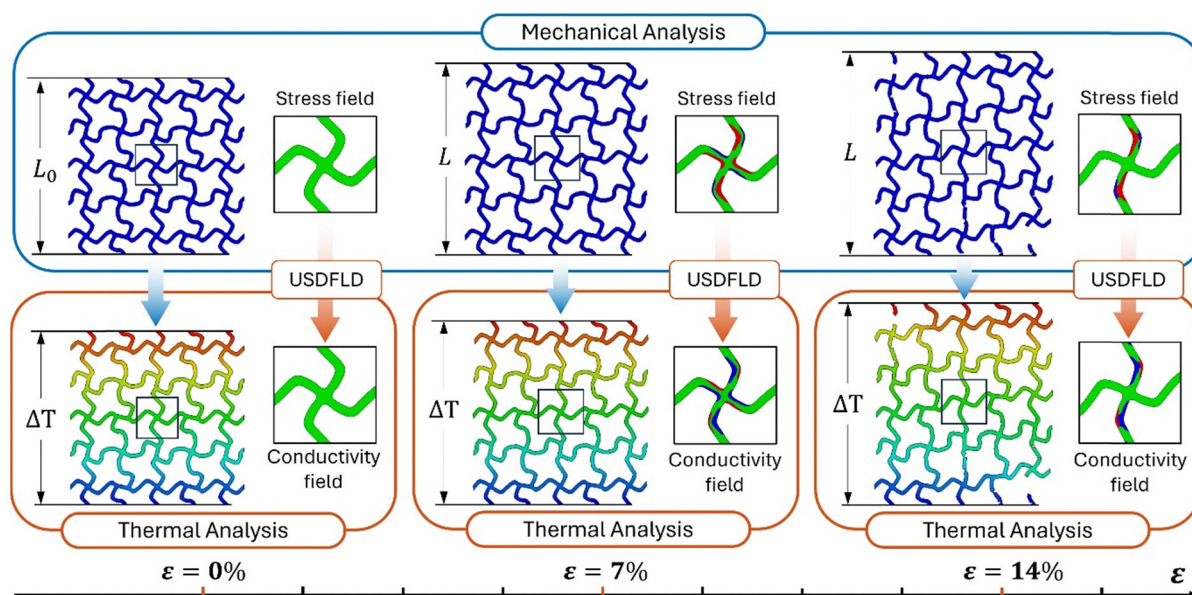 Mechanical Analysis
Stress field
L₀
USDFLD
ΔT
Conductivity
field
Thermal Analysis
ε = 0%
Stress field
L
USDFLD
ΔT
Conductivity
field
Thermal Analysis
ε = 7%
Stress field
L
USDFLD
ΔT
Conductivity
field
Thermal Analysis
ε = 14%
ε